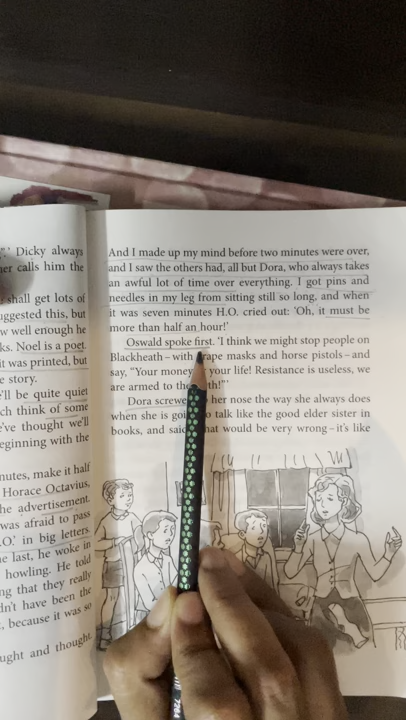 .' Dicky always
er calls him the
shall get lots of
uggested this, but
w well enough he
ks. Noel is a poet
it was printed, but
e story.
'll be quite quiet
ch think of some
've thought we'll
eginning with the
nutes, make it half
Horace Octavius,
he advertisement.
was afraid to pass
.O.' in big letters.
he last, he woke in
howling. He told
ng that they really
dn't have been the
, because it was so
ught and thought.
And I made up my mind before two minutes were over,
and I saw the others had, all but Dora, who always takes
an awful lot of time over everything. I got pins and
needles in my leg from sitting still so long, and when
it was seven minutes H.O. cried out: 'Oh, it must be
more than half an hour!'
Oswald spoke first. 'I think we might stop people on
Blackheath – with ape masks and horse pistols – and
say, "Your money your life! Resistance is useless, we
are armed to the th!"'
Dora screwe her nose the way she always does
when she is goi o talk like the good elder sister in
books, and said hat would be very wrong – it's like
7264